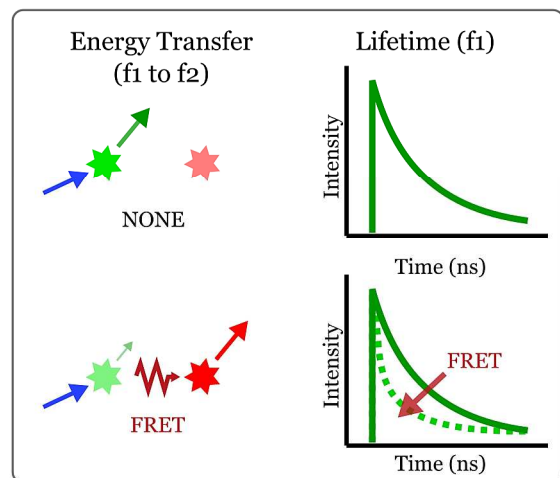 Energy Transfer
(f1 to f2)
Lifetime (f1)
NONE
Intensity
Time (ns)
FRET
Intensity
FRET
Time (ns)